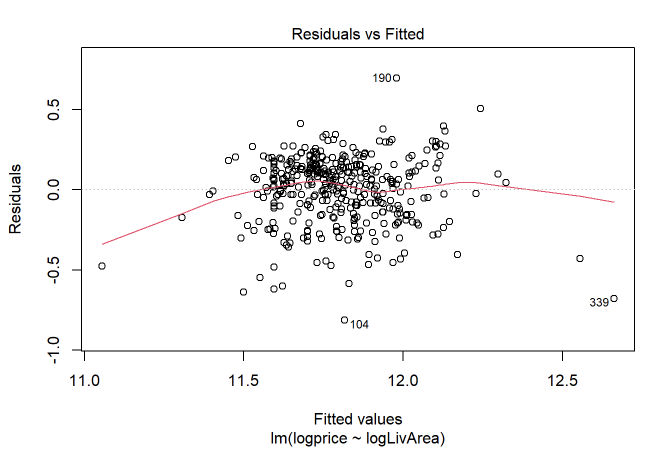 Residuals vs Fitted
Residuals
0.5
0.0
-0.5
-1.0
190
104
339
11.0 11.5 12.0 12.5
Fitted values
lm(logprice ~ logLivArea)